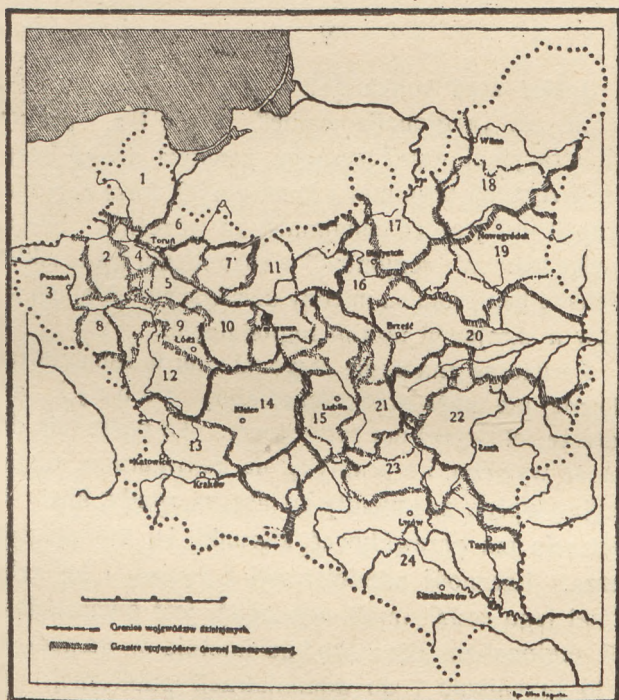 1
Wilno
18
6
17
Toruń
Nowogródek
2
4
7
11
Białystok
19
Poznań
3
5
16
8
9
10
Warszawa
Brześć
20
Łódź
12
14
Lublin
21
22
Kielce
15
Łuck
13
23
Katowice
Kraków
Lwów
Tarnopol
24
Stanisławów
Granice województw dzisiejszych.
Granice województw dawnej Rzeczypospolitej.